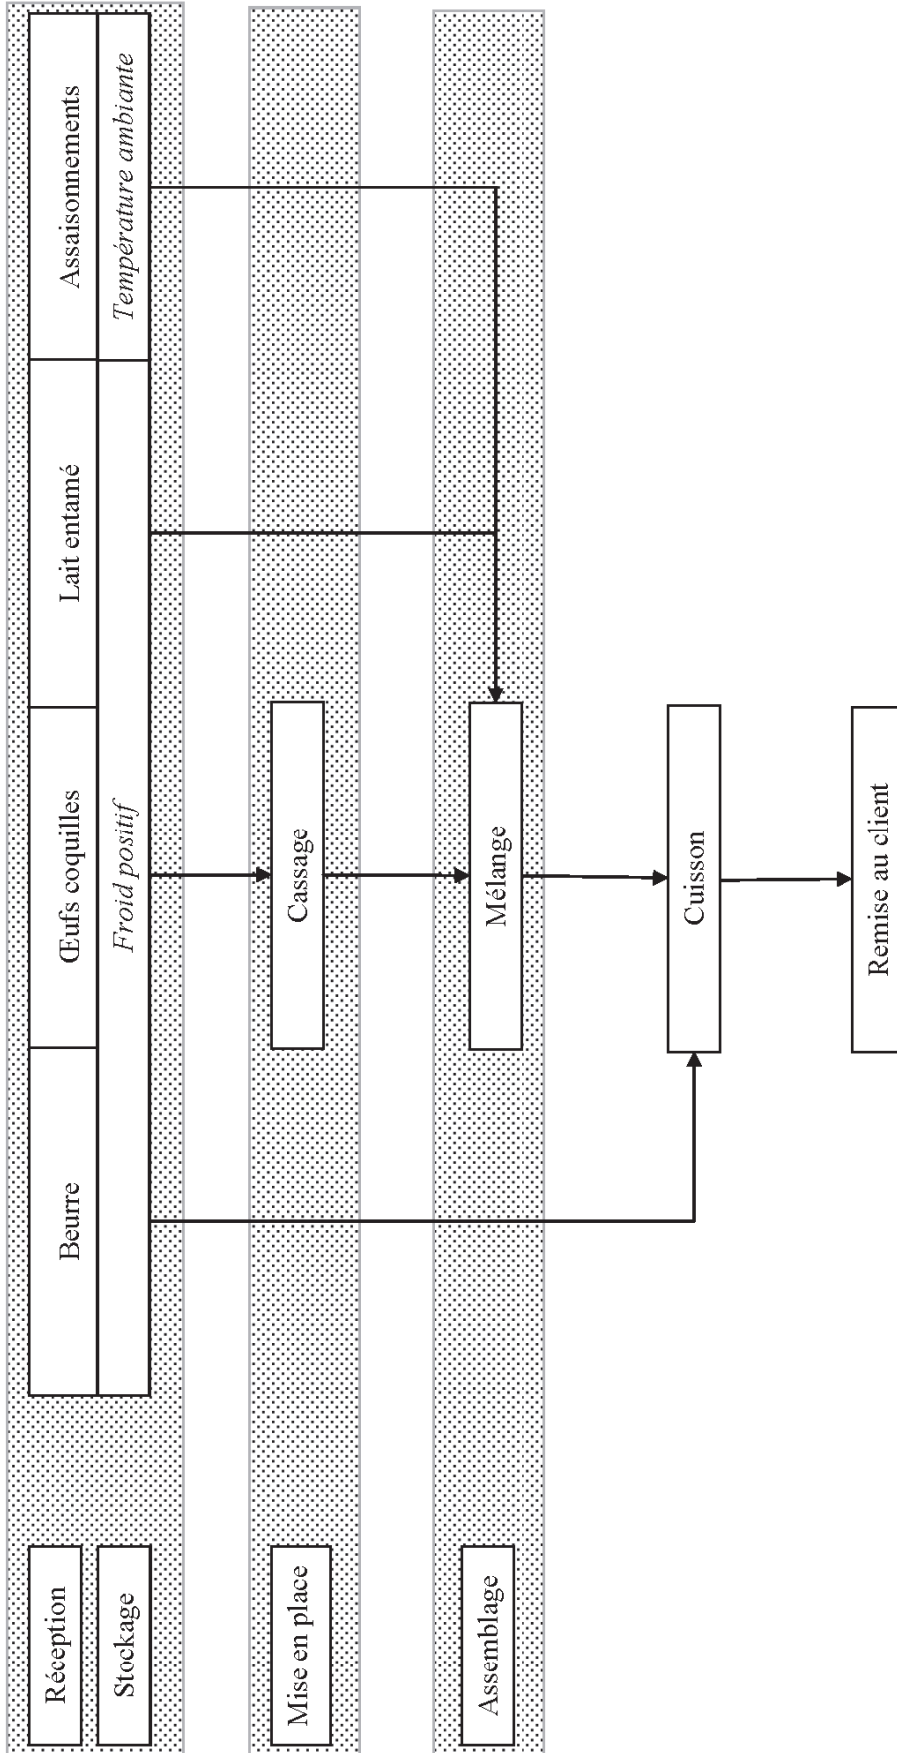 Réception
Beurre
Œufs coquilles
Lait entamé
Assaisonnements
Stockage
Froid positif
Température ambiante
Mise en place
Cassage
Assemblage
Mélange
Cuisson
Remise au client